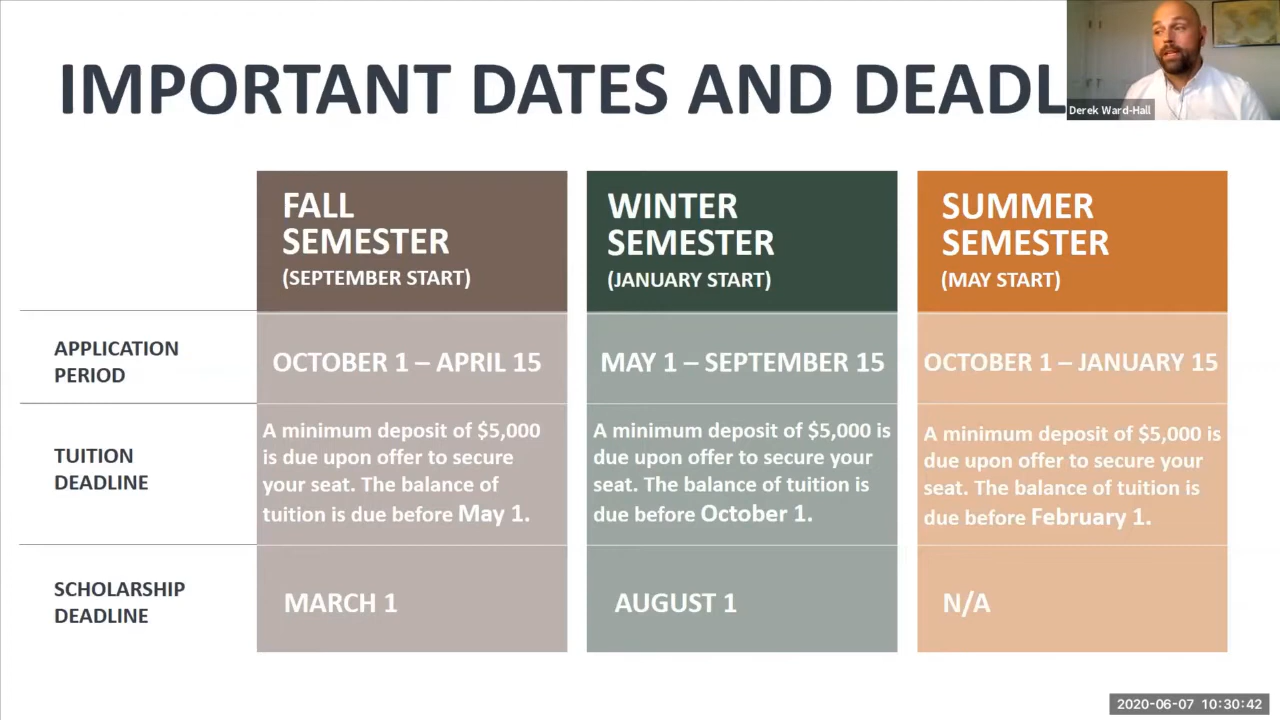 IMPORTANT DATES AND DEADL
Derek Ward-Hall
FALL
SEMESTER
(SEPTEMBER START)
WINTER
SEMESTER
(JANUARY START)
SUMMER
SEMESTER
(MAY START)
APPLICATION
PERIOD
OCTOBER 1 – APRIL 15
MAY 1 – SEPTEMBER 15
OCTOBER 1 – JANUARY 15
TUITION
DEADLINE
A minimum deposit of $5,000
is due upon offer to secure
your seat. The balance of
tuition is due before May 1.
A minimum deposit of $5,000 is
due upon offer to secure your
seat. The balance of tuition is
due before October 1.
A minimum deposit of $5,000 is
due upon offer to secure your
seat. The balance of tuition is
due before February 1.
SCHOLARSHIP
DEADLINE
MARCH 1
AUGUST 1
N/A
2020-06-07 10:30:42